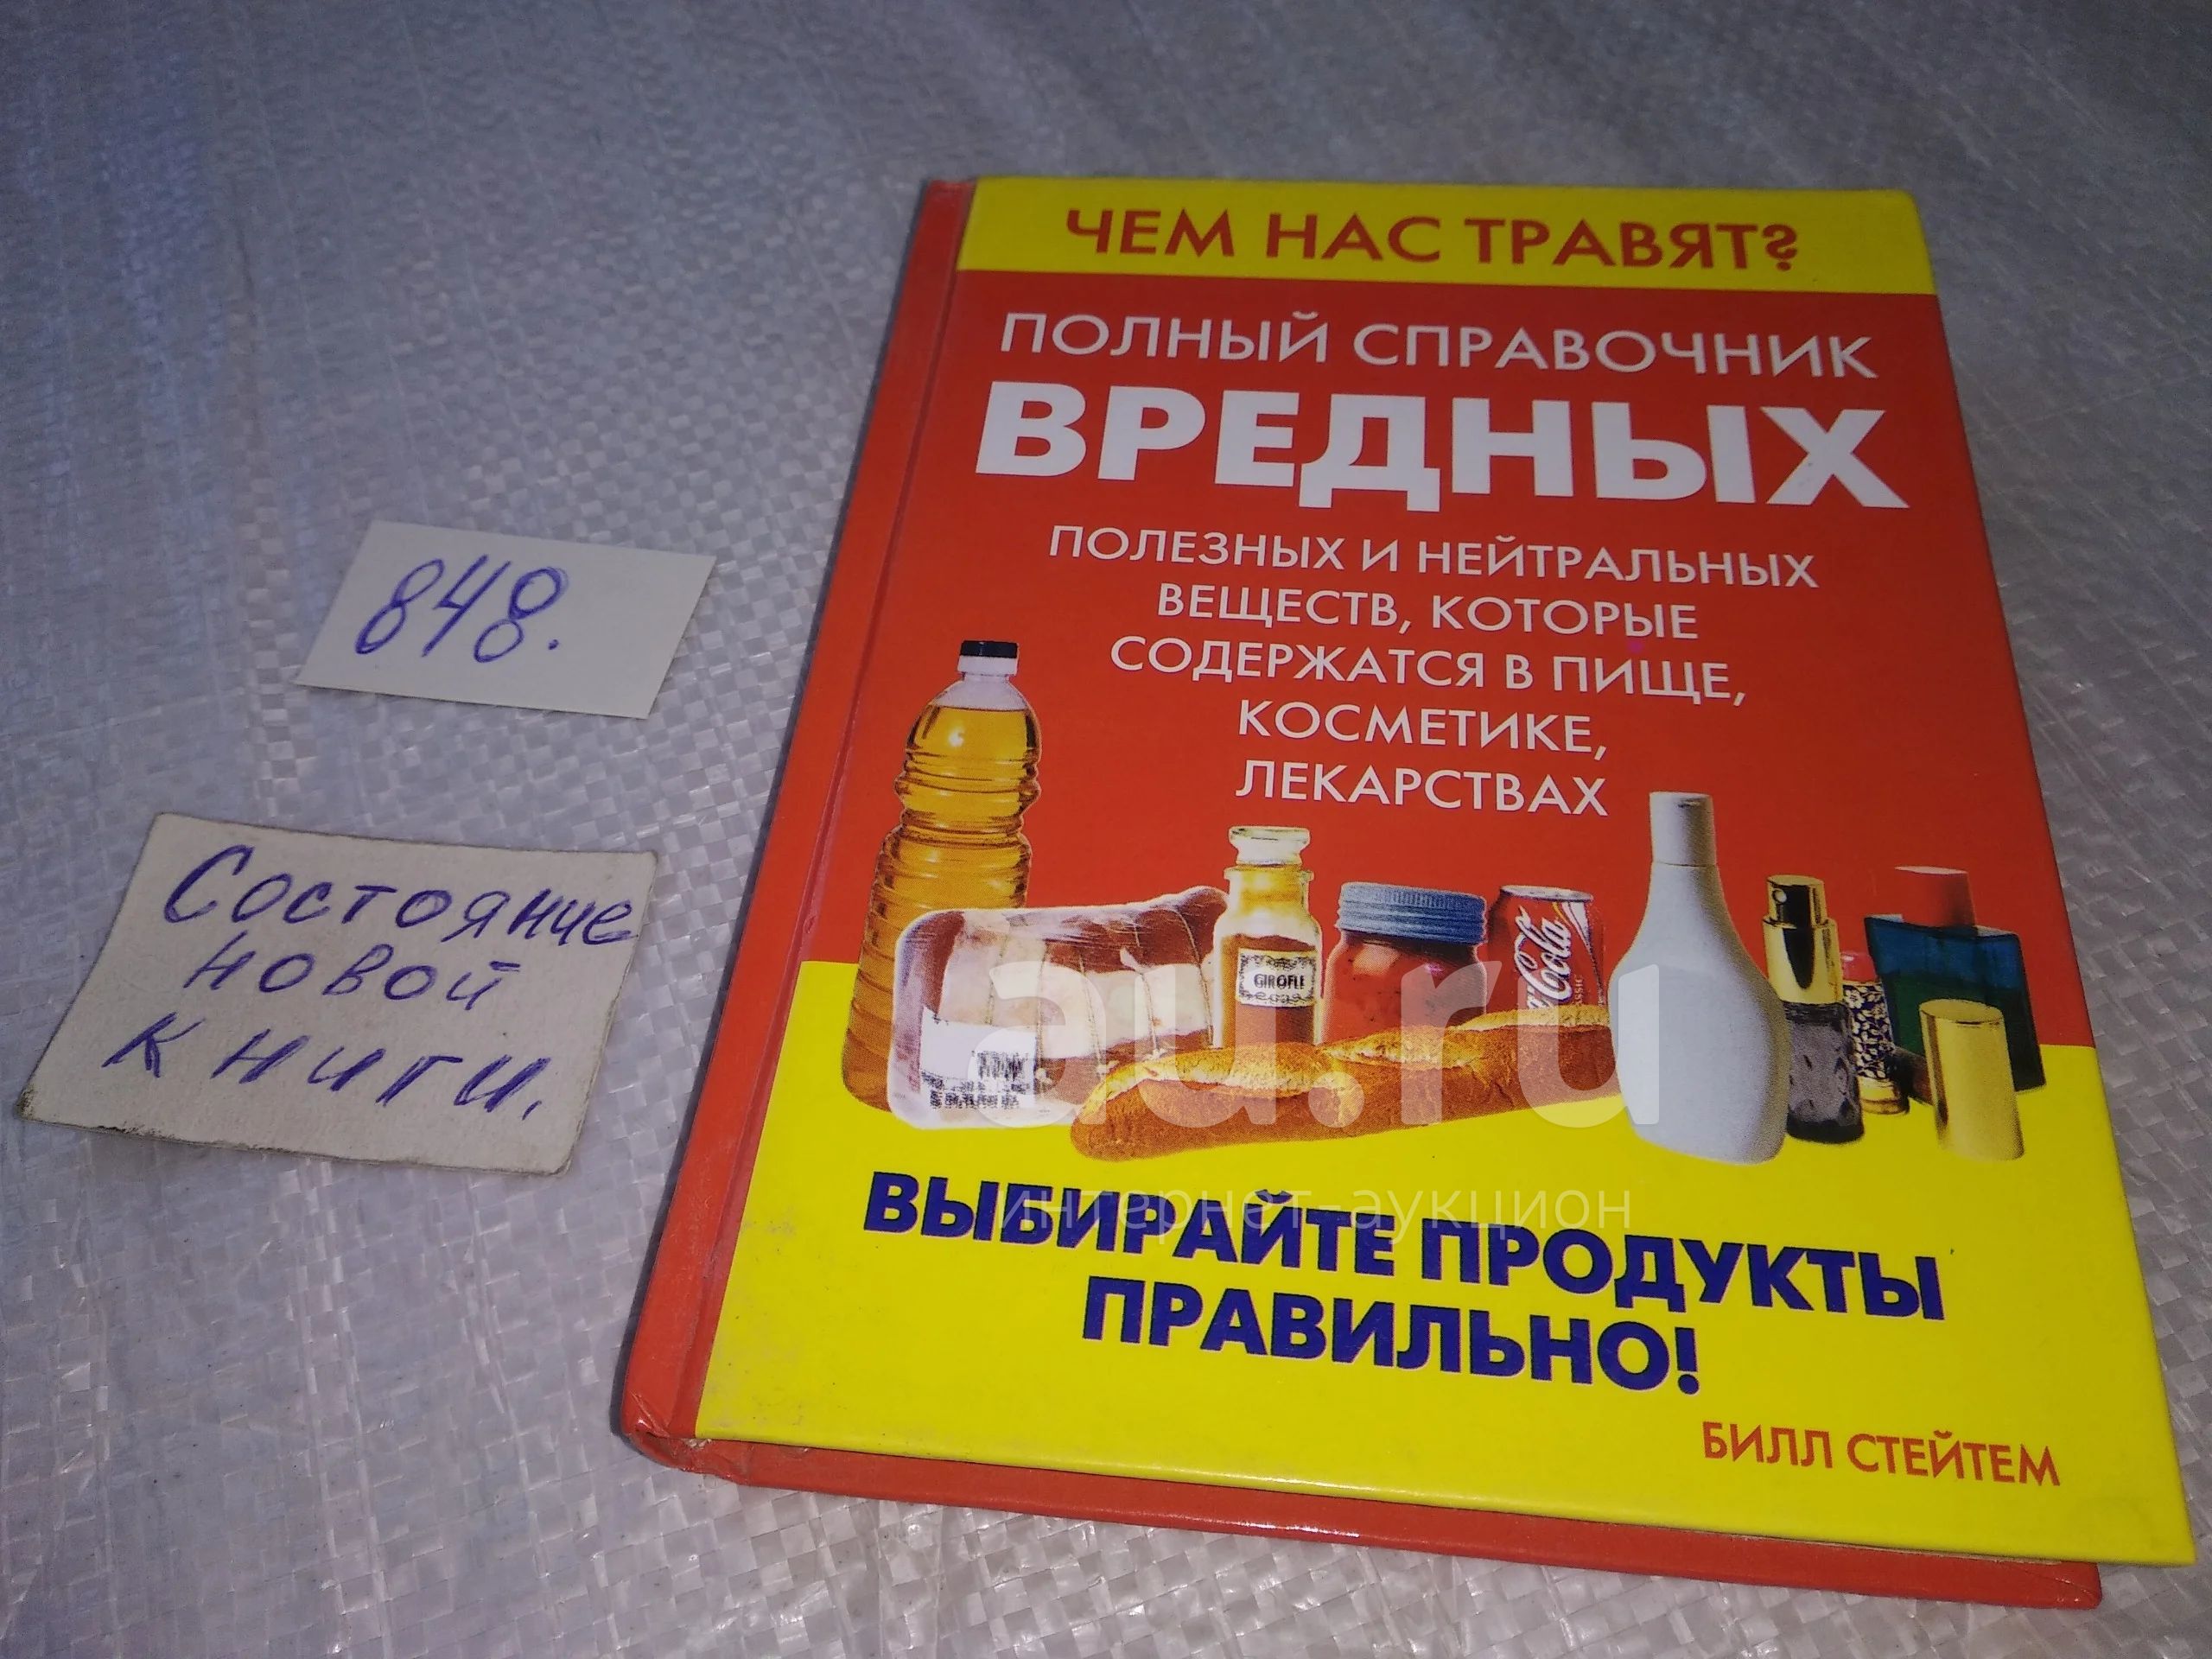 ЧЕМ НАС ТРАВЯТ?
ПОЛНЫЙ СПРАВОЧНИК
ВРЕДНЫХ
ПОЛЕЗНЫХ И НЕЙТРАЛЬНЫХ
ВЕЩЕСТВ, КОТОРЫЕ
СОДЕРЖАТСЯ В ПИЩЕ,
КОСМЕТИКЕ,
ЛЕКАРСТВАХ
848.
Состояние
новой
книги.
GIROFLE
Coca-Cola
au.ru
интернет-аукцион
ВЫБИРАЙТЕ ПРОДУКТЫ
ПРАВИЛЬНО!
БИЛЛ СТЕЙТЕМ